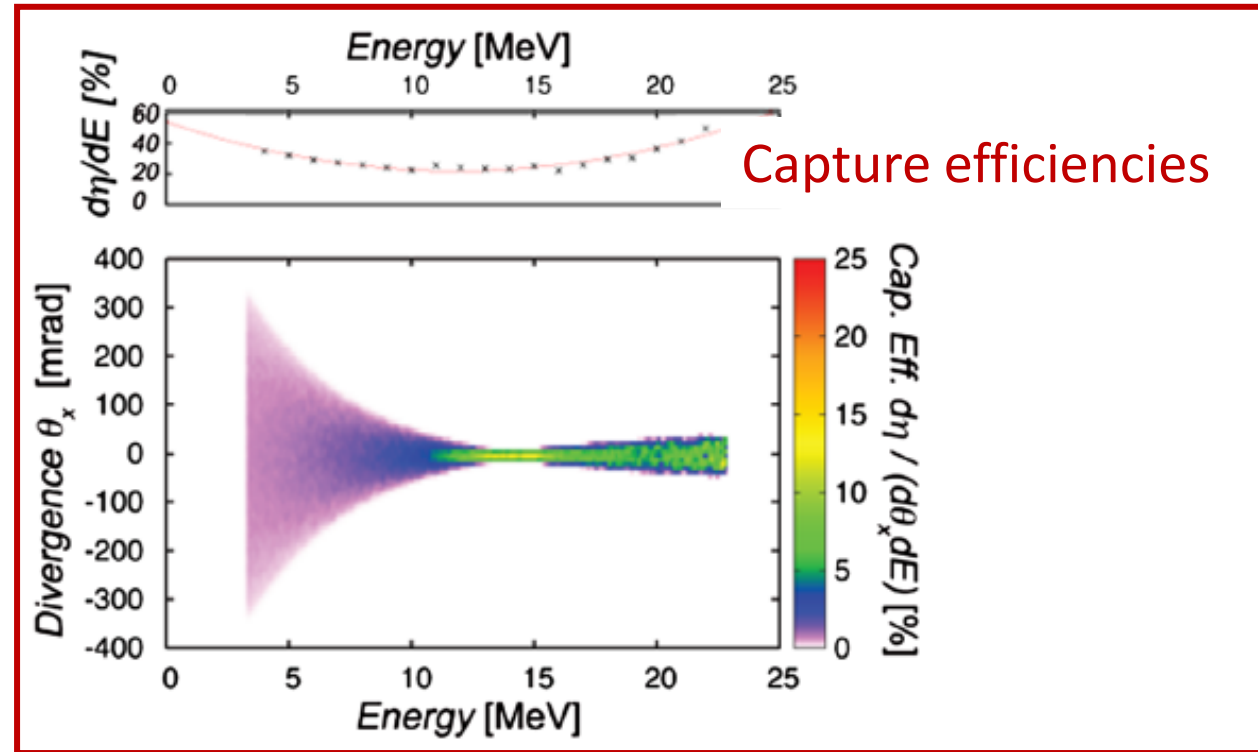 Energy [MeV]
0 5 10 15 20 25
dη/dE [%]
60
40
20
0
Capture efficiencies
Divergence θx [mrad]
400
300
200
100
0
-100
-200
-300
-400
25
20
15
10
5
0
Cap. Eff. dη / (dθxdE) [%]
0 5 10 15 20 25
Energy [MeV]